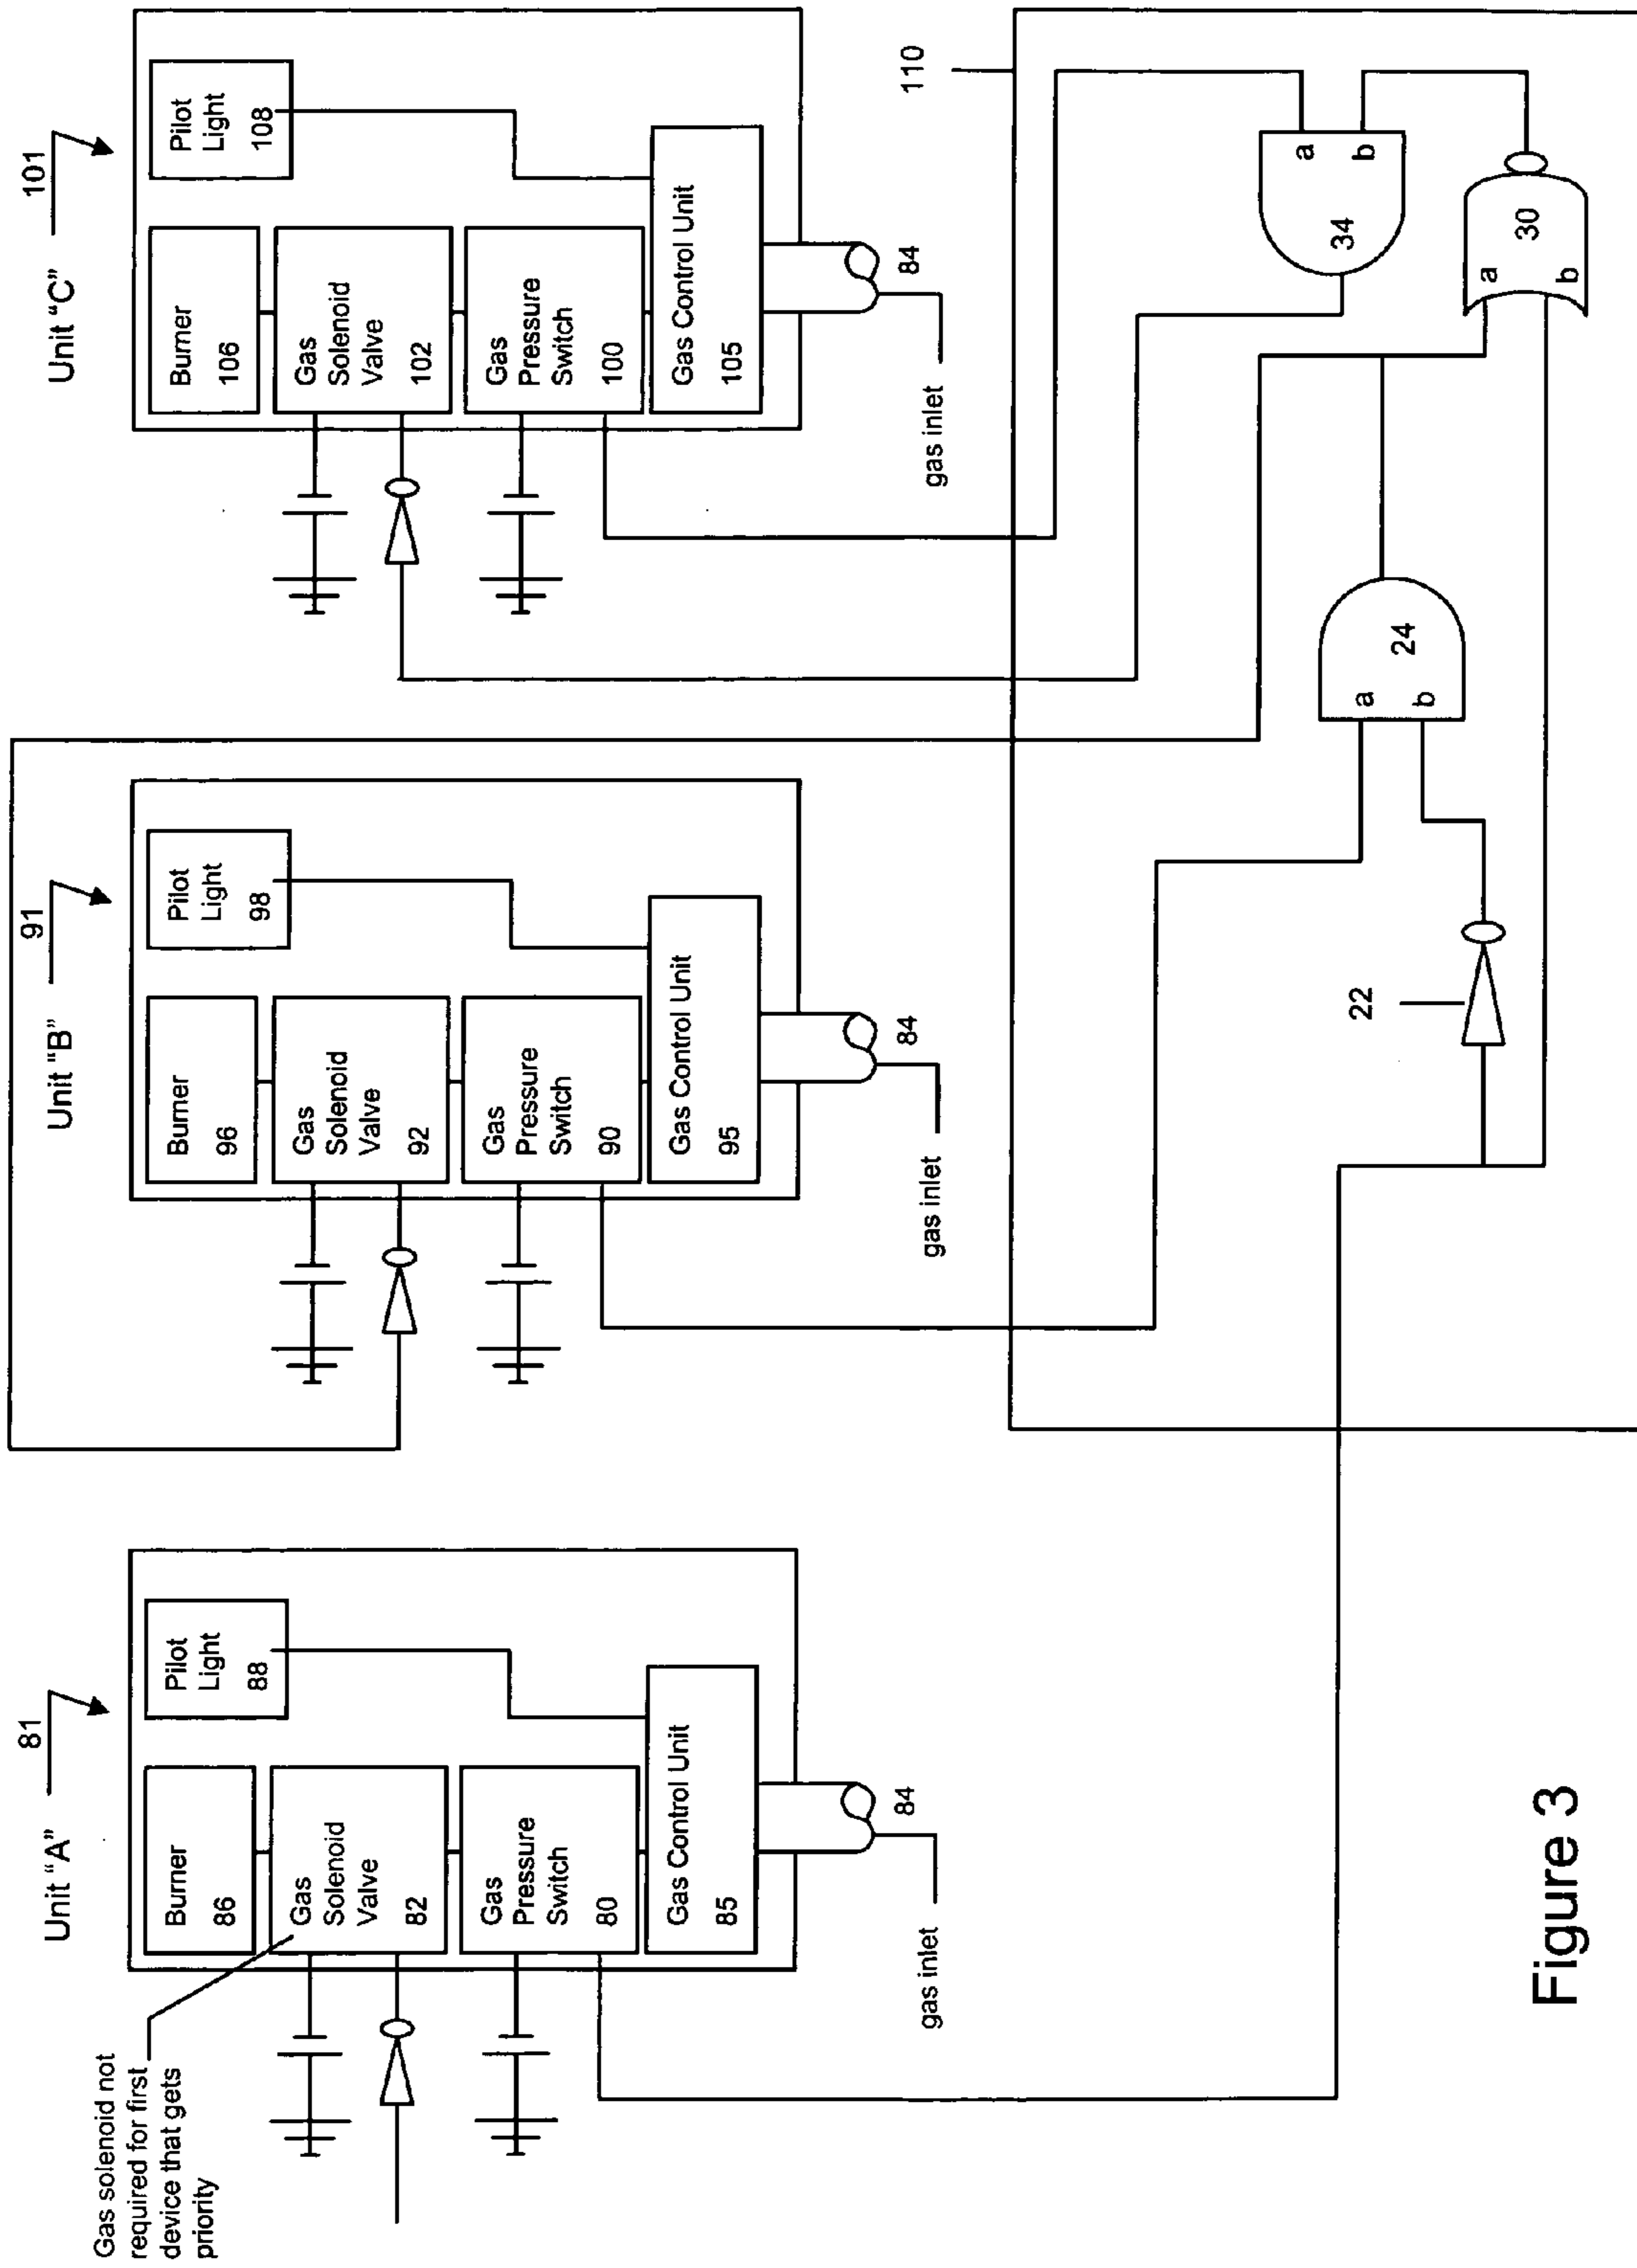 Gas solenoid not
required for first
device that gets
priority
Unit "A"
81
Burner
86
Pilot
Light
88
Gas
Solenoid
Valve
82
Gas
Pressure
Switch
80
Gas Control Unit
85
84
gas inlet
Unit "B"
91
Burner
96
Pilot
Light
98
Gas
Solenoid
Valve
92
Gas
Pressure
Switch
90
Gas Control Unit
95
84
gas inlet
Unit "C"
101
Burner
106
Pilot
Light
108
Gas
Solenoid
Valve
102
Gas
Pressure
Switch
100
Gas Control Unit
105
84
gas inlet
110
22
a
b
24
a
b
34
a
b
30
Figure 3